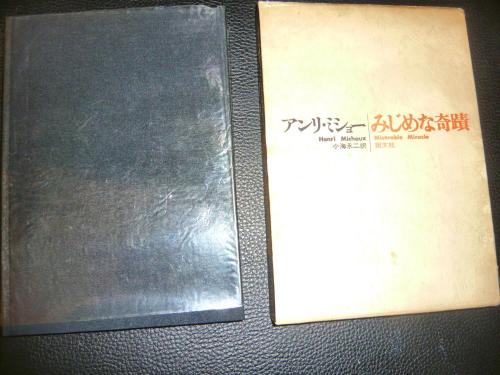 アンリ・ミショー
Henri Michaux
小海永二訳
みじめな奇蹟
Miserable Miracle
国文社